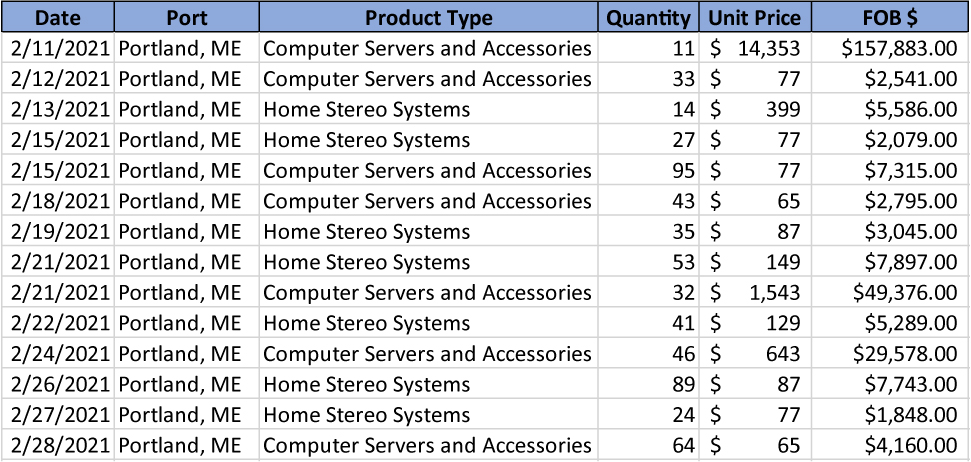 Date Port Product Type Quantity Unit Price FOB $
2/11/2021 Portland, ME Computer Servers and Accessories 11 $ 14,353 $157,883.00
2/12/2021 Portland, ME Computer Servers and Accessories 33 $ 77 $2,541.00
2/13/2021 Portland, ME Home Stereo Systems 14 $ 399 $5,586.00
2/15/2021 Portland, ME Home Stereo Systems 27 $ 77 $2,079.00
2/15/2021 Portland, ME Computer Servers and Accessories 95 $ 77 $7,315.00
2/18/2021 Portland, ME Computer Servers and Accessories 43 $ 65 $2,795.00
2/19/2021 Portland, ME Home Stereo Systems 35 $ 87 $3,045.00
2/21/2021 Portland, ME Home Stereo Systems 53 $ 149 $7,897.00
2/21/2021 Portland, ME Computer Servers and Accessories 32 $ 1,543 $49,376.00
2/22/2021 Portland, ME Home Stereo Systems 41 $ 129 $5,289.00
2/24/2021 Portland, ME Computer Servers and Accessories 46 $ 643 $29,578.00
2/26/2021 Portland, ME Home Stereo Systems 89 $ 87 $7,743.00
2/27/2021 Portland, ME Home Stereo Systems 24 $ 77 $1,848.00
2/28/2021 Portland, ME Computer Servers and Accessories 64 $ 65 $4,160.00